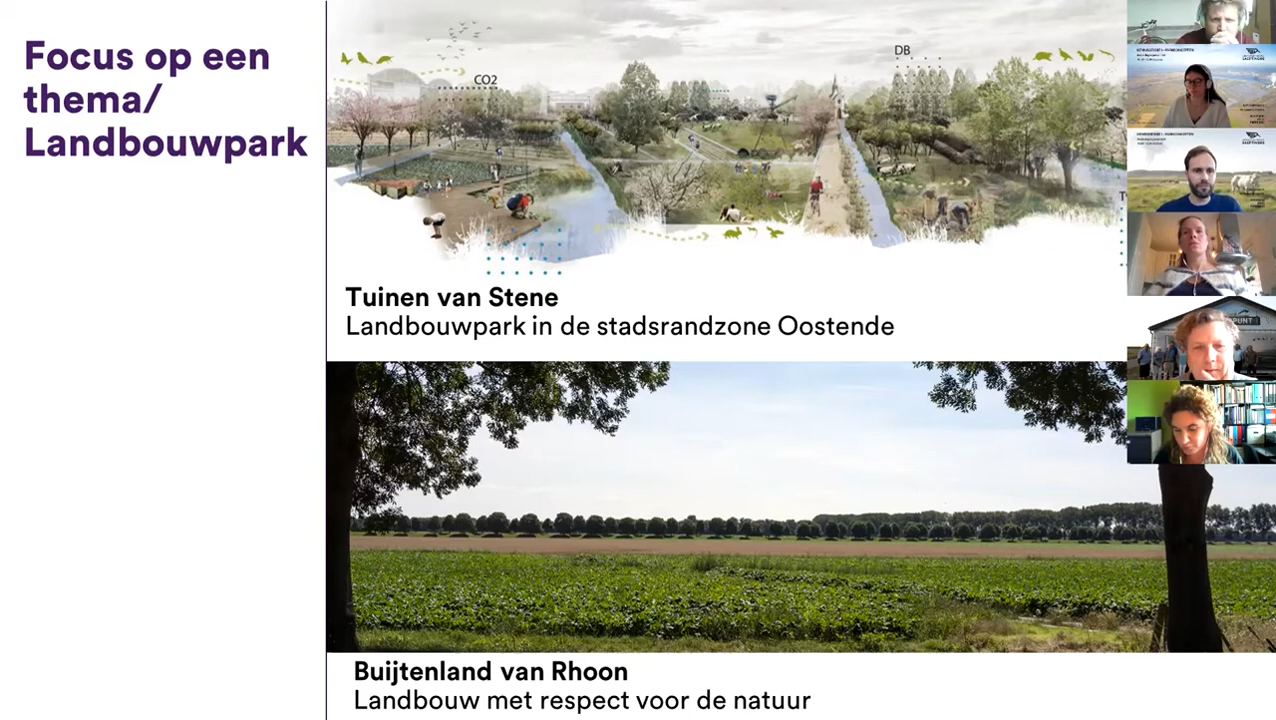 Focus op een
thema/
Landbouwpark
CO2
DB
T
Tuinen van Stene
Landbouwpark in de stadsrandzone Oostende
PUNT
Buijtenland van Rhoon
Landbouw met respect voor de natuur